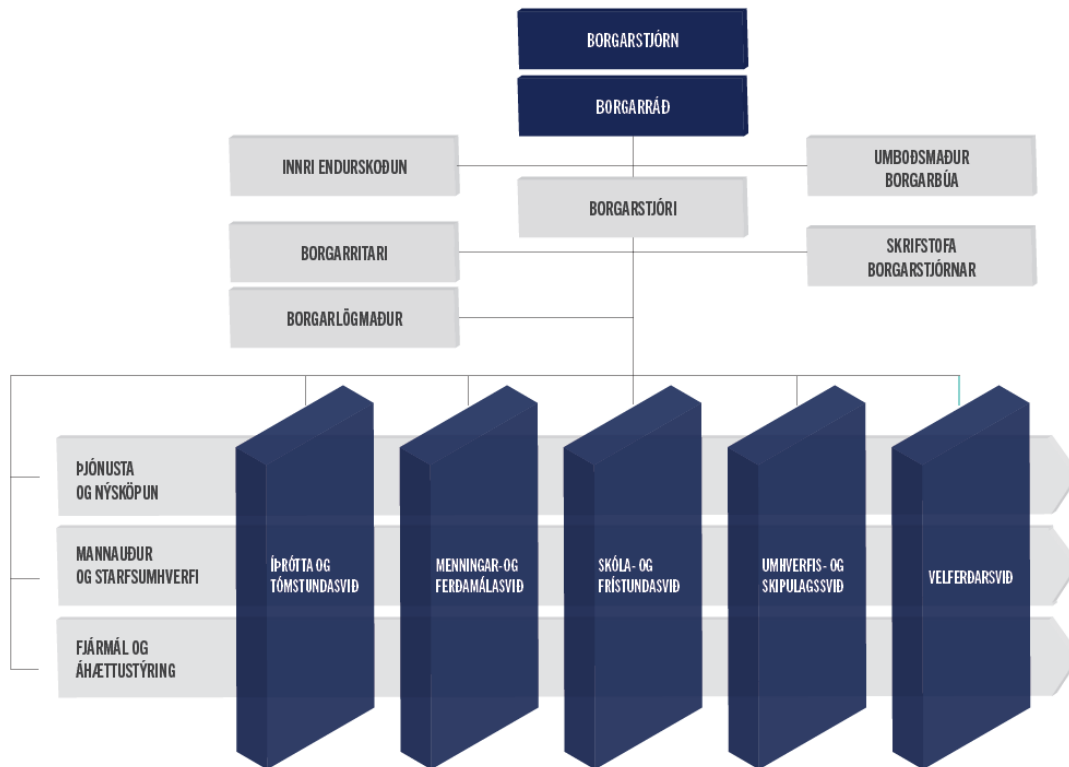 BORGARSTJÓRN
BORGARRÁÐ
INNRI ENDURSKOÐUN
UMBOÐSMAÐUR
BORGARBÚA
BORGARSTJÓRI
BORGARRITARI
SKRIFSTOFA
BORGARSTJÓRNAR
BORGARLÖGMAÐUR
ÞJÓNUSTA
OG NÝSKÖPUN
MANNAUÐUR
OG STARFSUMHVERFI
FJÁRMÁL OG
ÁHÆTTUSTÝRING
ÍÞRÓTTA OG
TÓMSTUNDASVIÐ
MENNINGAR-OG
FERÐAMÁLASVIÐ
SKÓLA- OG
FRÍSTUNDASVIÐ
UMHVERFIS- OG
SKIPULAGSSVIÐ
VELFERÐARSVIÐ